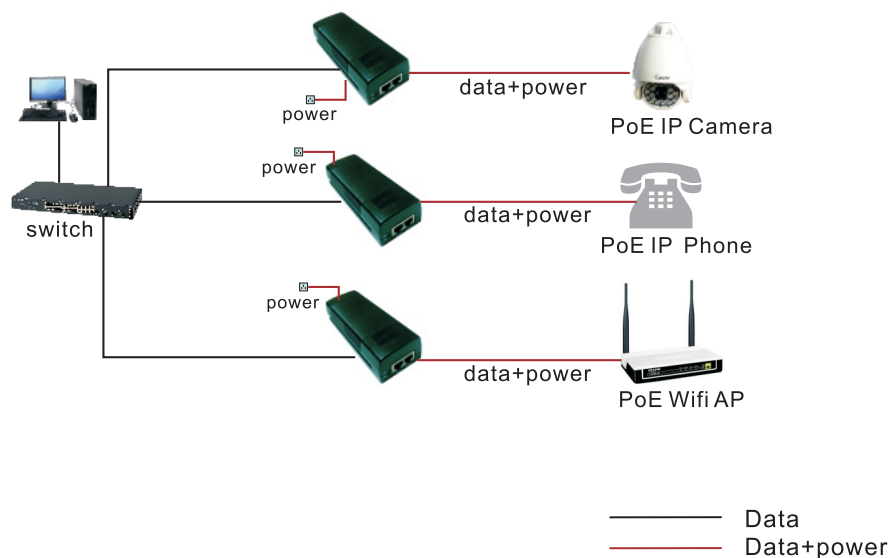 data+power
power
PoE IP Camera
power
data+power
switch
PoE IP Phone
power
data+power
PoE Wifi AP
Data
Data+power